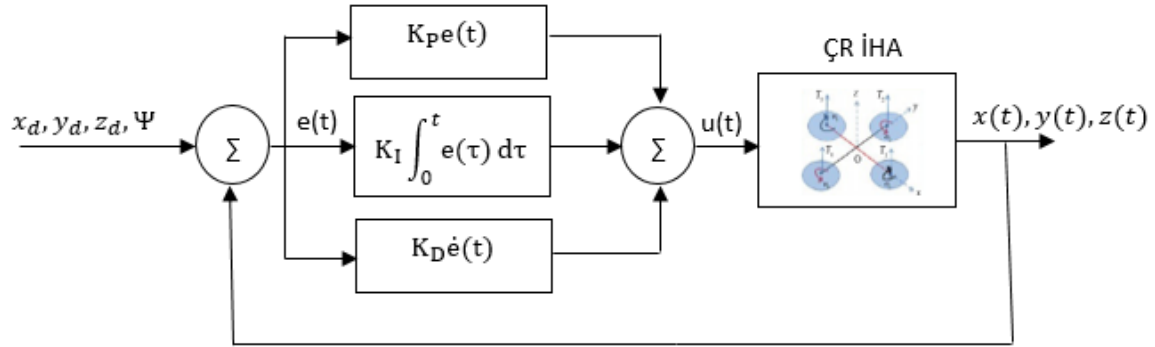 K_P e(t)
ÇR İHA
x_d, y_d, z_d, Ψ
∑
e(t)
K_I ∫_0^t e(τ) dτ
∑
u(t)
x(t), y(t), z(t)
K_D ė(t)